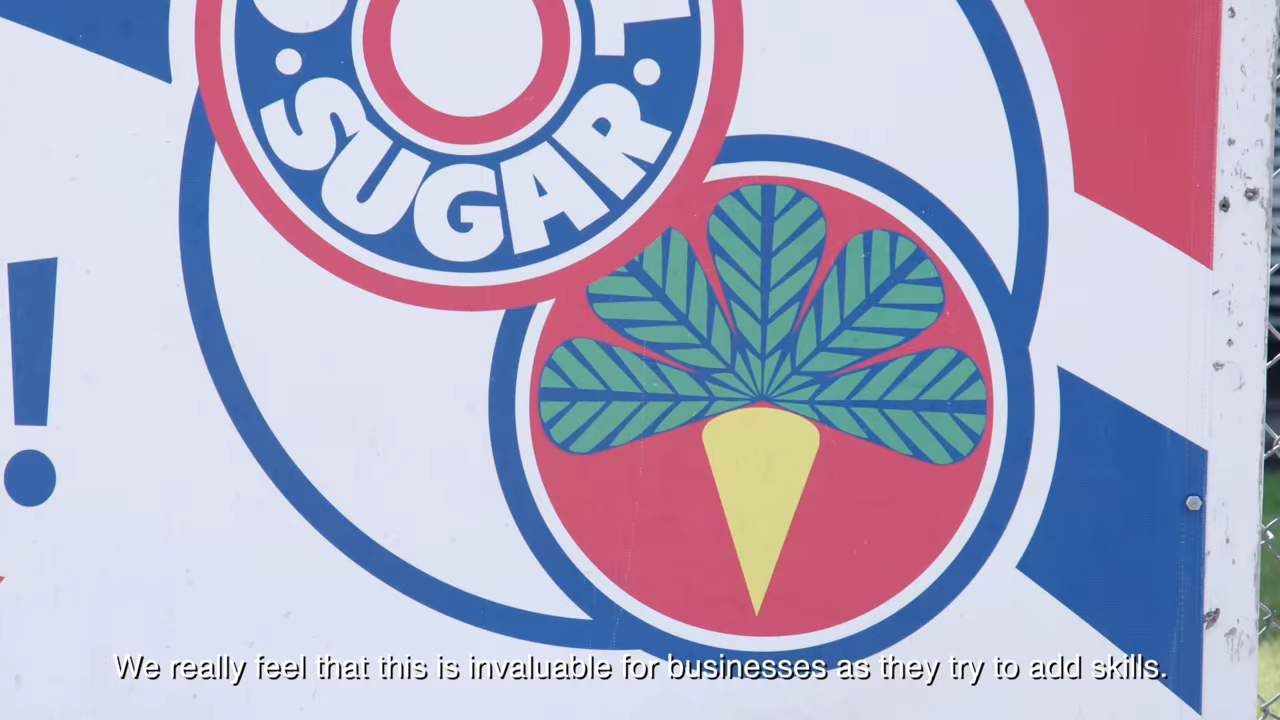 SUGAR
!
We really feel that this is invaluable for businesses as they try to add skills.